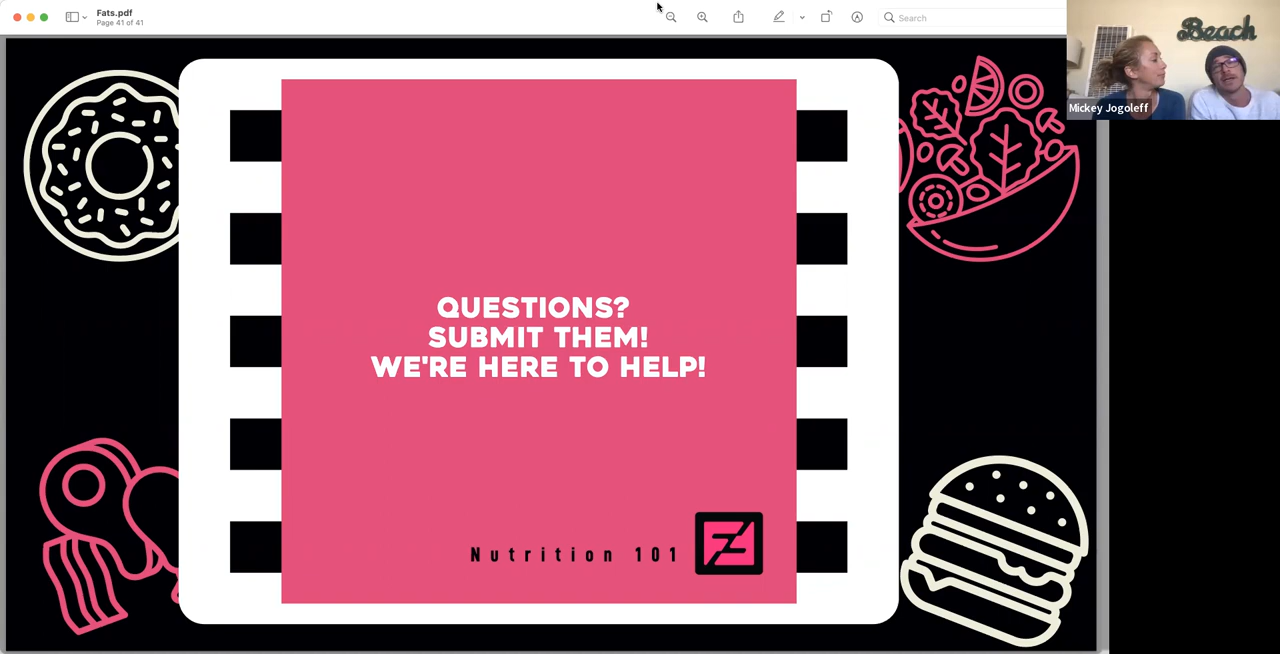 Fats.pdf
Page 41 of 41
Search
Beach
Mickey Jogoleff
QUESTIONS?
SUBMIT THEM!
WE'RE HERE TO HELP!
Nutrition 101